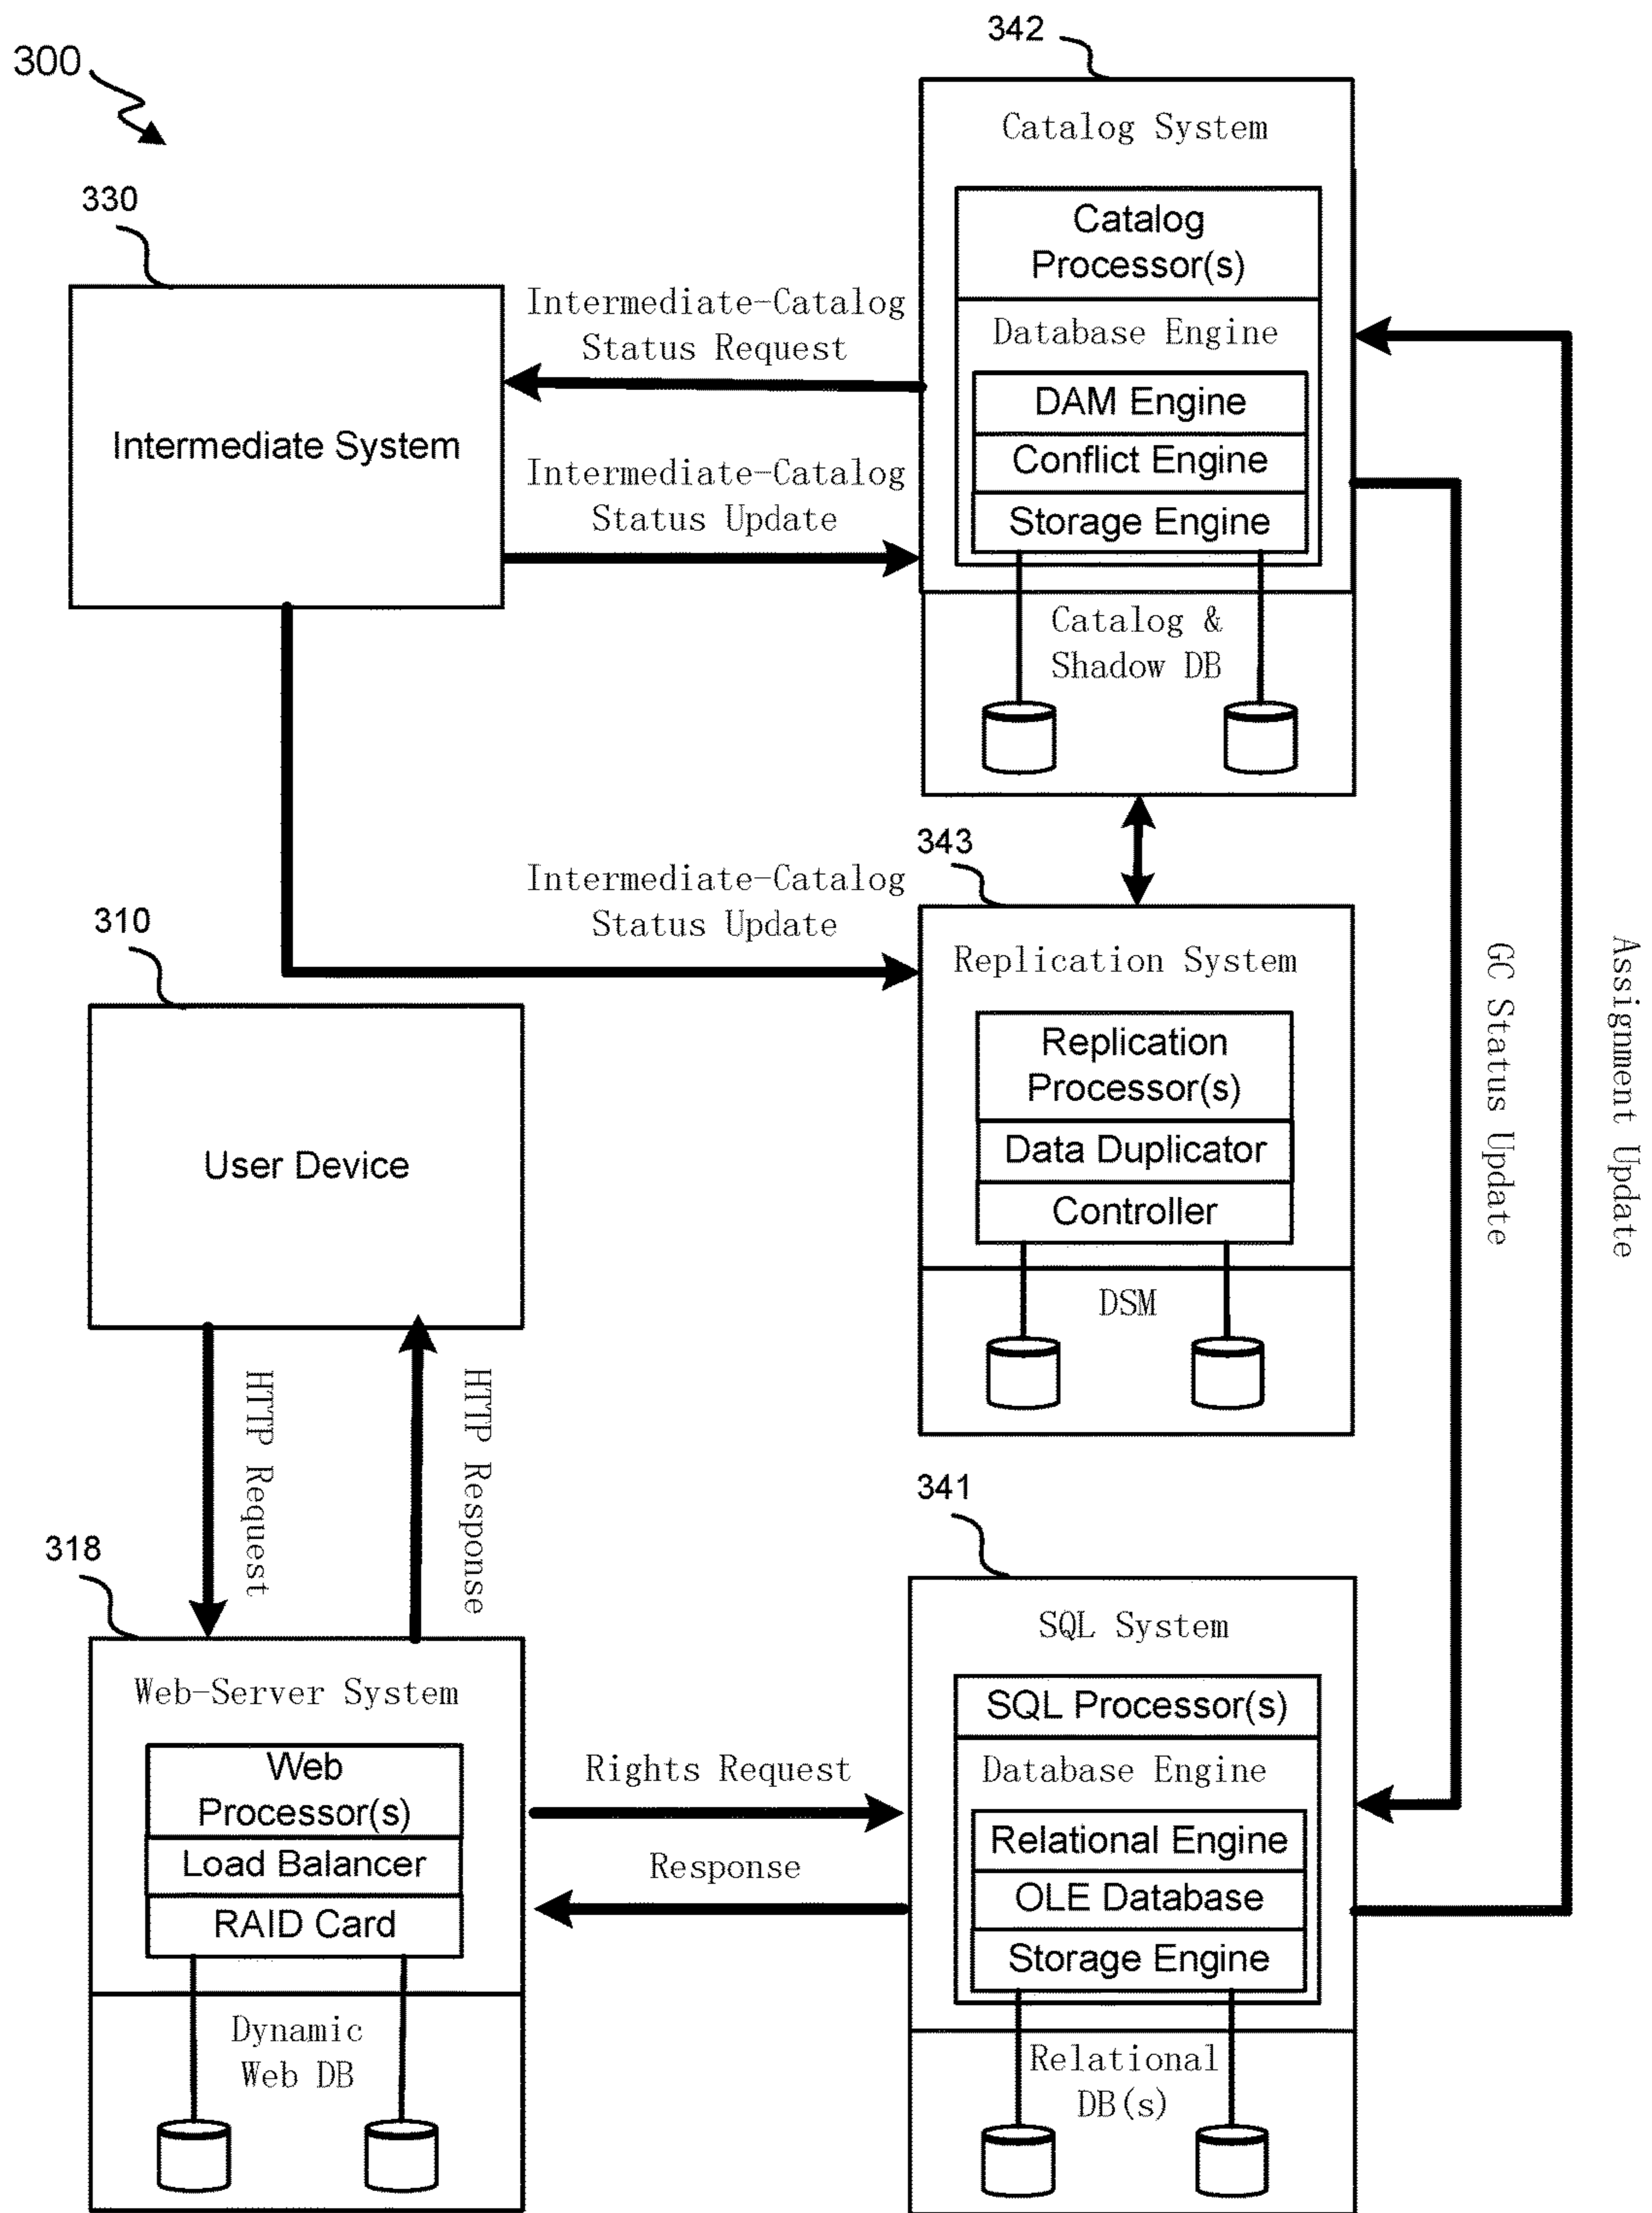 342
300
Catalog System
330
Catalog
Processor(s)
Intermediate-Catalog
Status Request
Database Engine
DAM Engine
Intermediate System
Conflict Engine
Intermediate-Catalog
Status Update
Storage Engine
Catalog &
Shadow DB
343
Intermediate-Catalog
Status Update
310
Replication System
GC Status Update
Assignment Update
Replication
Processor(s)
User Device
Data Duplicator
Controller
DSM
HTTP Request
HTTP Response
341
318
SQL System
Web-Server System
SQL Processor(s)
Web
Processor(s)
Rights Request
Database Engine
Load Balancer
Response
Relational Engine
RAID Card
OLE Database
Storage Engine
Dynamic
Web DB
Relational
DB(s)